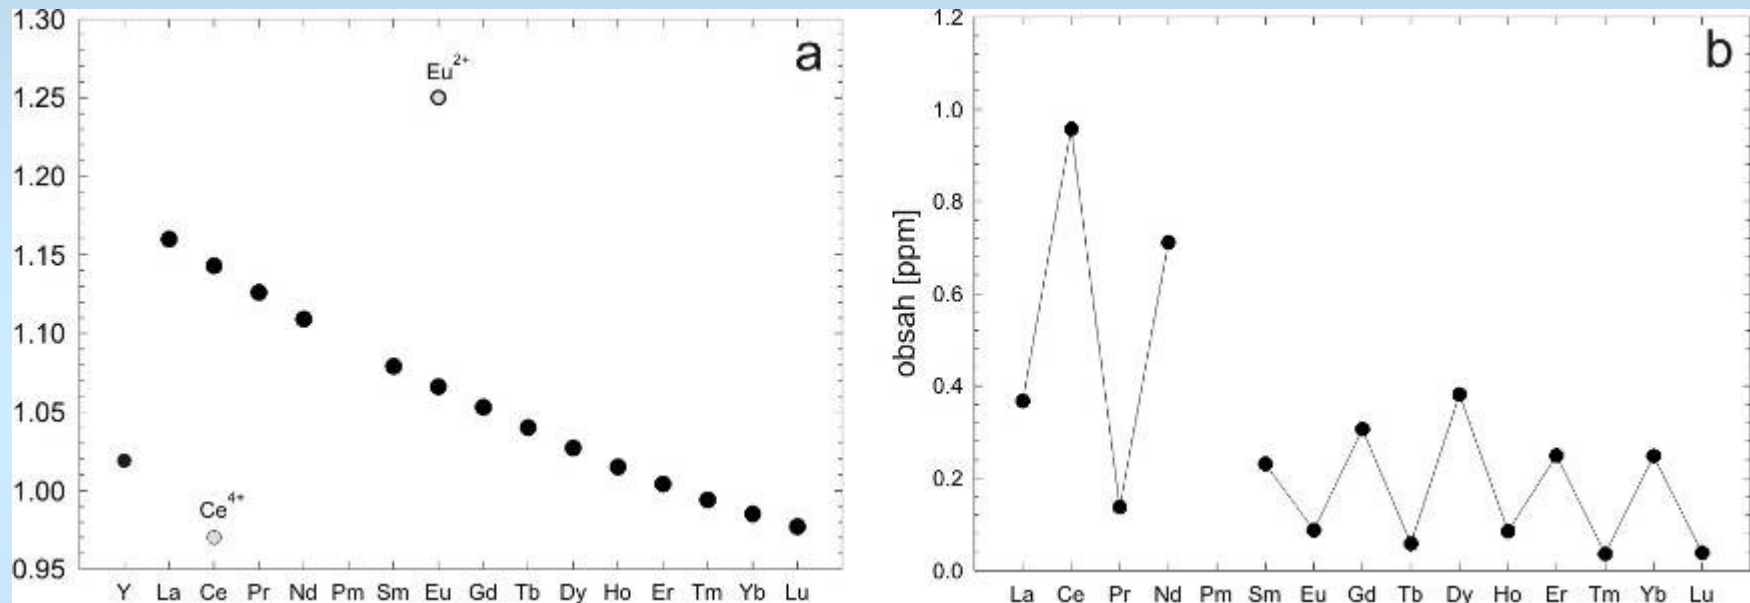 a
1.30
1.25
1.20
1.15
1.10
1.05
1.00
0.95
Eu2+
Ce4+
Y La Ce Pr Nd Pm Sm Eu Gd Tb Dy Ho Er Tm Yb Lu
b
obsah [ppm]
1.2
1.0
0.8
0.6
0.4
0.2
0.0
La Ce Pr Nd Pm Sm Eu Gd Tb Dy Ho Er Tm Yb Lu